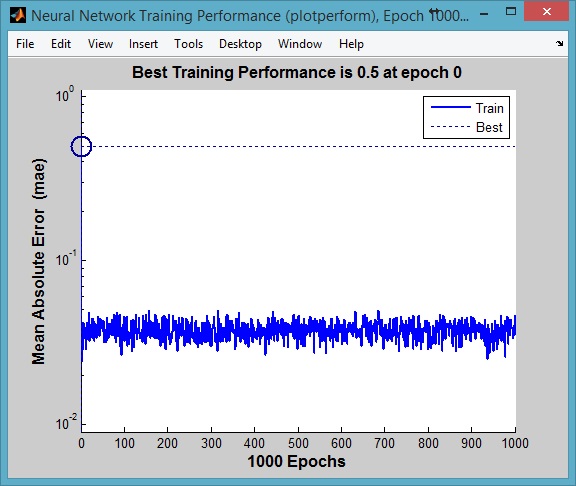 Neural Network Training Performance (plotperform), Epoch 1000...
File Edit View Insert Tools Desktop Window Help
Best Training Performance is 0.5 at epoch 0
Train
Best
10^0
10^-1
10^-2
Mean Absolute Error (mae)
0 100 200 300 400 500 600 700 800 900 1000
1000 Epochs